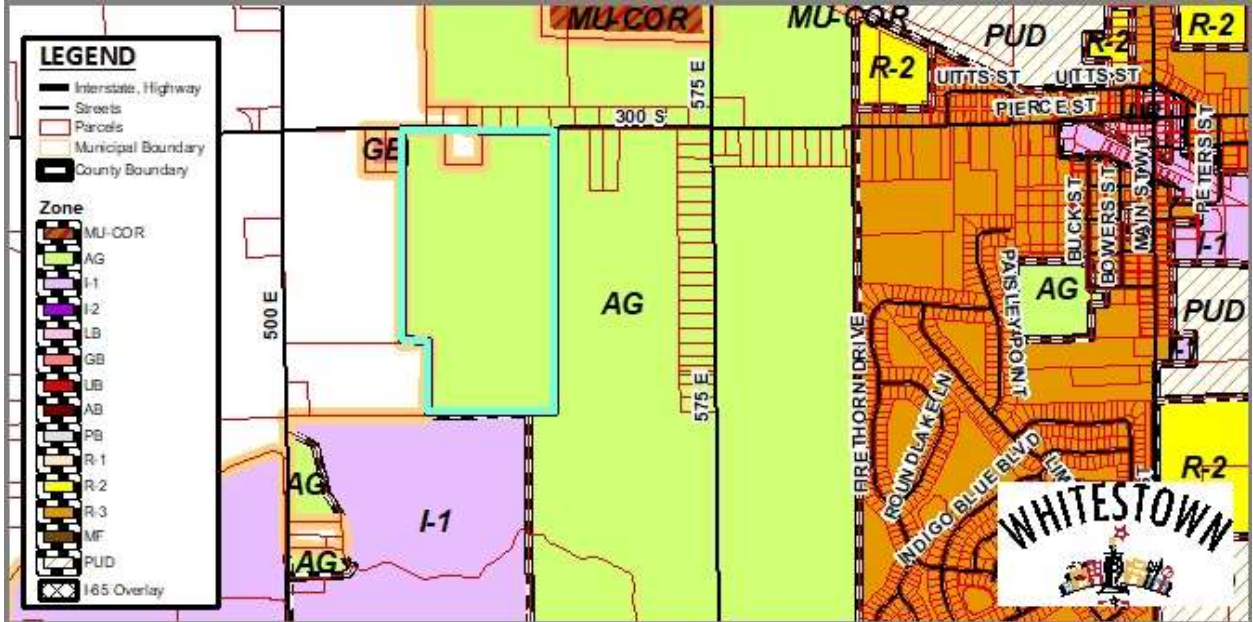 LEGEND
Interstate, Highway
Streets
Parcels
Municipal Boundary
County Boundary
Zone
MU-COR
AG
I-1
I-2
LB
GB
UB
AB
PB
R-1
R-2
R-3
MF
PUD
I-65 Overlay
MU-COR
MU-COR
575 E
R-2
PUD
R-2
R-2
UITTS ST
UITTS ST
PIERCE ST
300 S
GB
500 E
AG
575 E
FIRETHORN DRIVE
ROUNDLAKE LN
INDIGO BLUE BLVD
PAISLEY POINT
BUCK ST
BOWERS ST
MAIN ST
PETERS ST
I-1
AG
PUD
R-2
AG
AG
I-1
WHITESTOWN